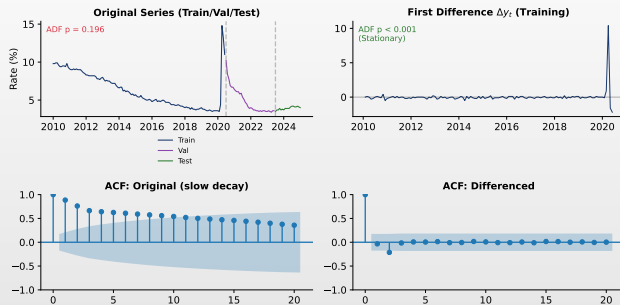 Original Series (Train/Val/Test)
ADF p = 0.196
Rate (%)
15
10
5
2010 2012 2014 2016 2018 2020 2022 2024
Train
Val
Test
First Difference Δyₜ (Training)
ADF p < 0.001
(Stationary)
10
5
0
2010 2012 2014 2016 2018 2020
ACF: Original (slow decay)
1.0
0.5
0.0
−0.5
−1.0
0 5 10 15 20
ACF: Differenced
1.0
0.5
0.0
−0.5
−1.0
0 5 10 15 20